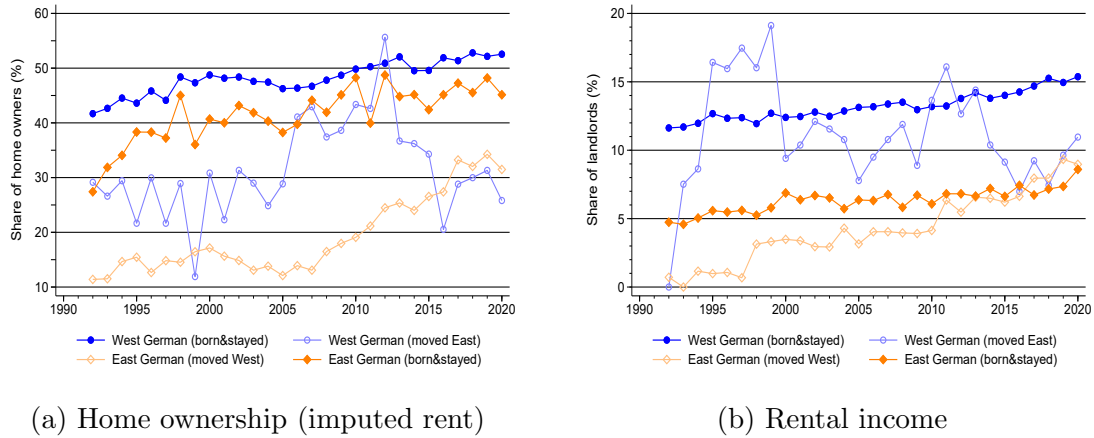 Share of home owners (%)
60
50
40
30
20
10
1990 1995 2000 2005 2010 2015 2020
West German (born&stayed) West German (moved East)
East German (moved West) East German (born&stayed)
(a) Home ownership (imputed rent)
Share of landlords (%)
20
15
10
5
0
1990 1995 2000 2005 2010 2015 2020
West German (born&stayed) West German (moved East)
East German (moved West) East German (born&stayed)
(b) Rental income